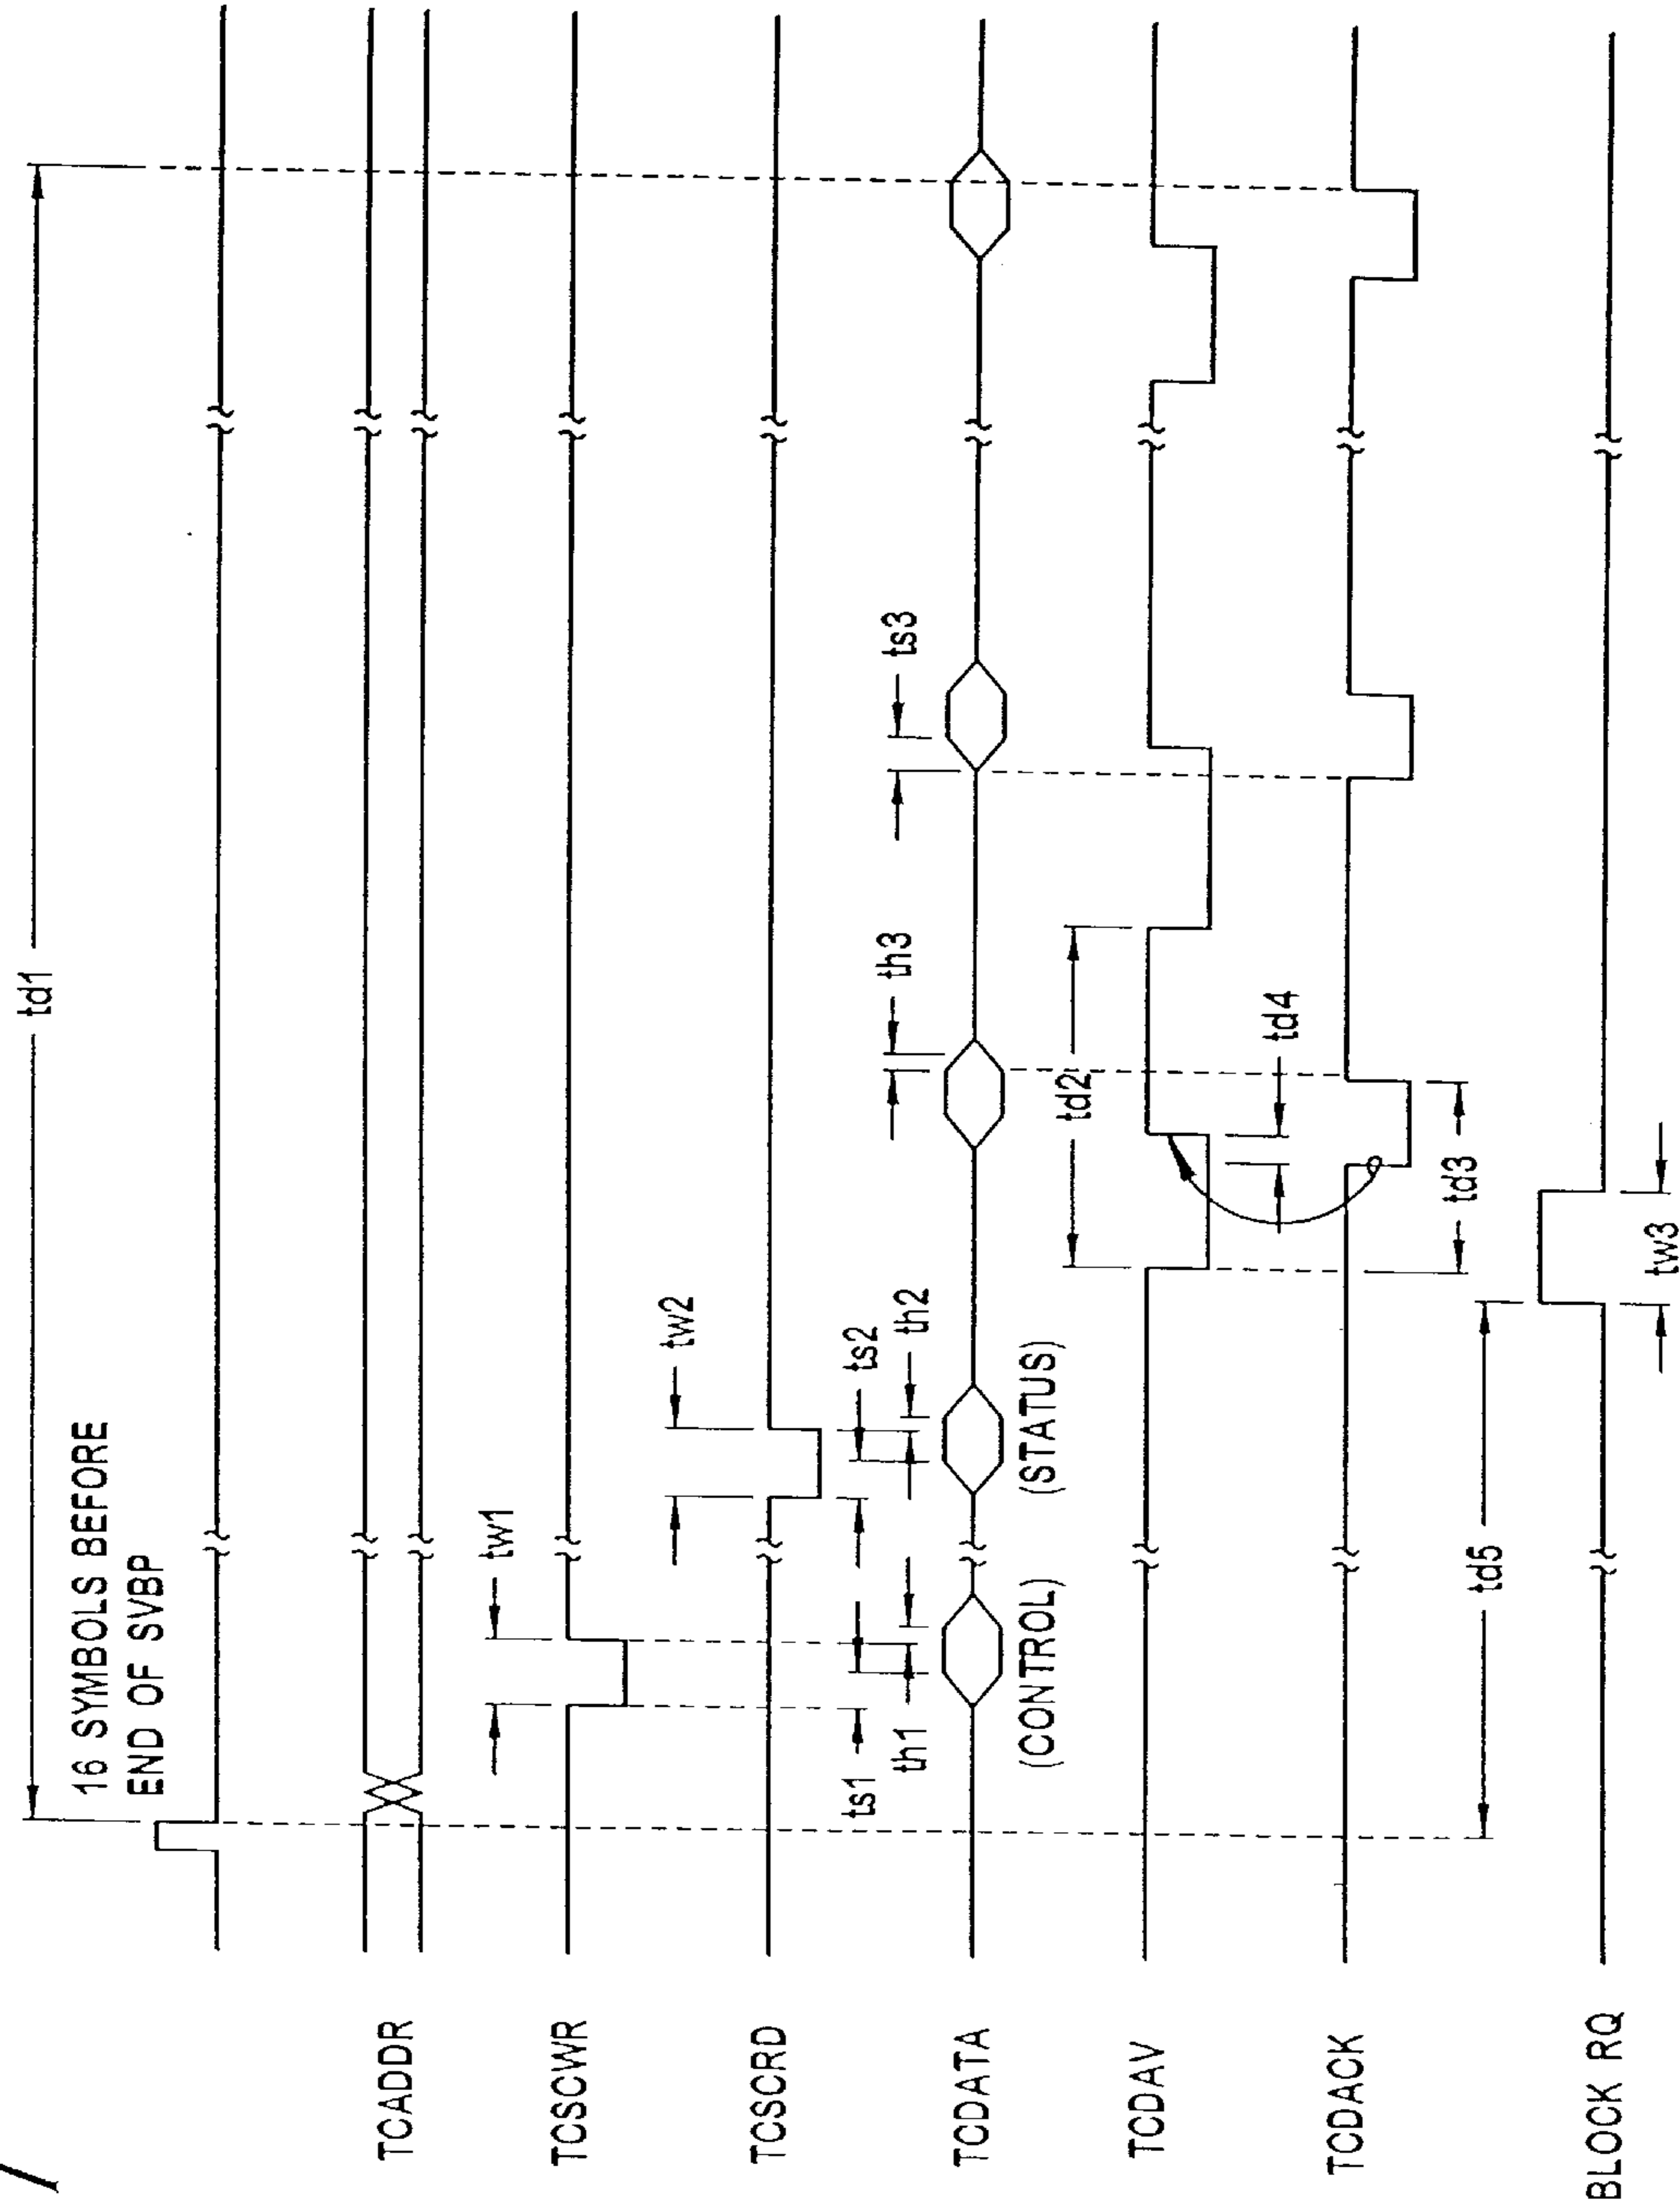 td1
16 SYMBOLS BEFORE
END OF SVBP
TCADDR
tw1
TCSCWR
tw2
TCSCRD
ts1
ts2
th1
th2
th3
ts3
TCDATA
(CONTROL)
(STATUS)
td2
TCDAV
td4
TCDACK
td3
td5
BLOCK RQ
tw3